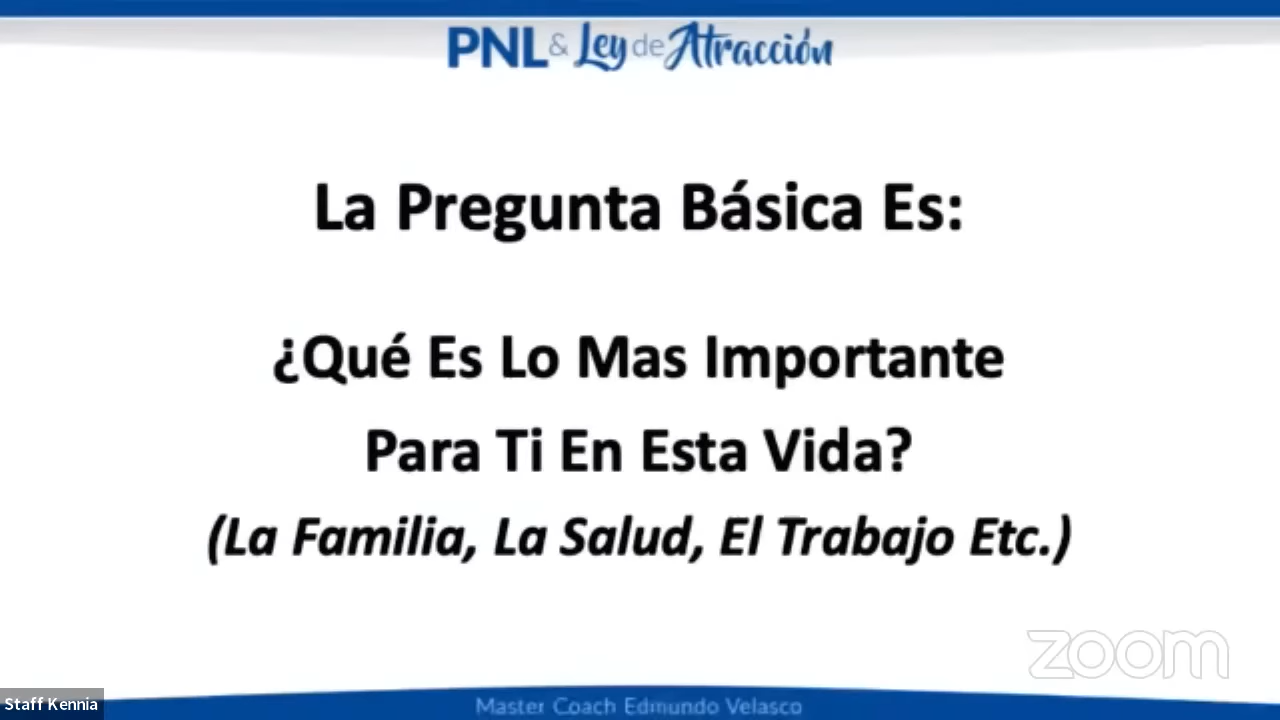 PNL & Ley de Atracción
La Pregunta Básica Es:
¿Qué Es Lo Mas Importante
Para Ti En Esta Vida?
(La Familia, La Salud, El Trabajo Etc.)
zoom
Staff Kennia
Master Coach Edmundo Velasco